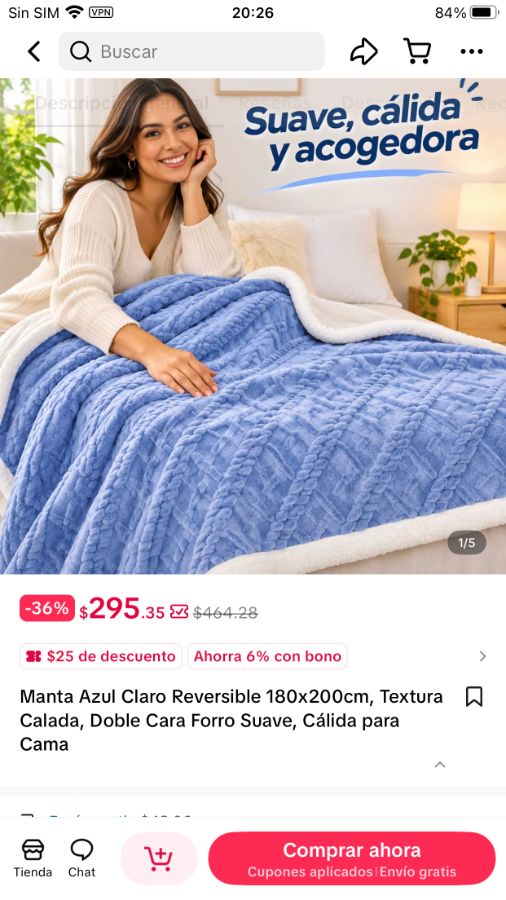 Sin SIM VPN 20:26 84%
Buscar
Suave, cálida
y acogedora
1/5
-36% $295.35 $464.28
$25 de descuento Ahorra 6% con bono
Manta Azul Claro Reversible 180x200cm, Textura
Calada, Doble Cara Forro Suave, Cálida para
Cama
Tienda Chat Comprar ahora
Cupones aplicados | Envío gratis